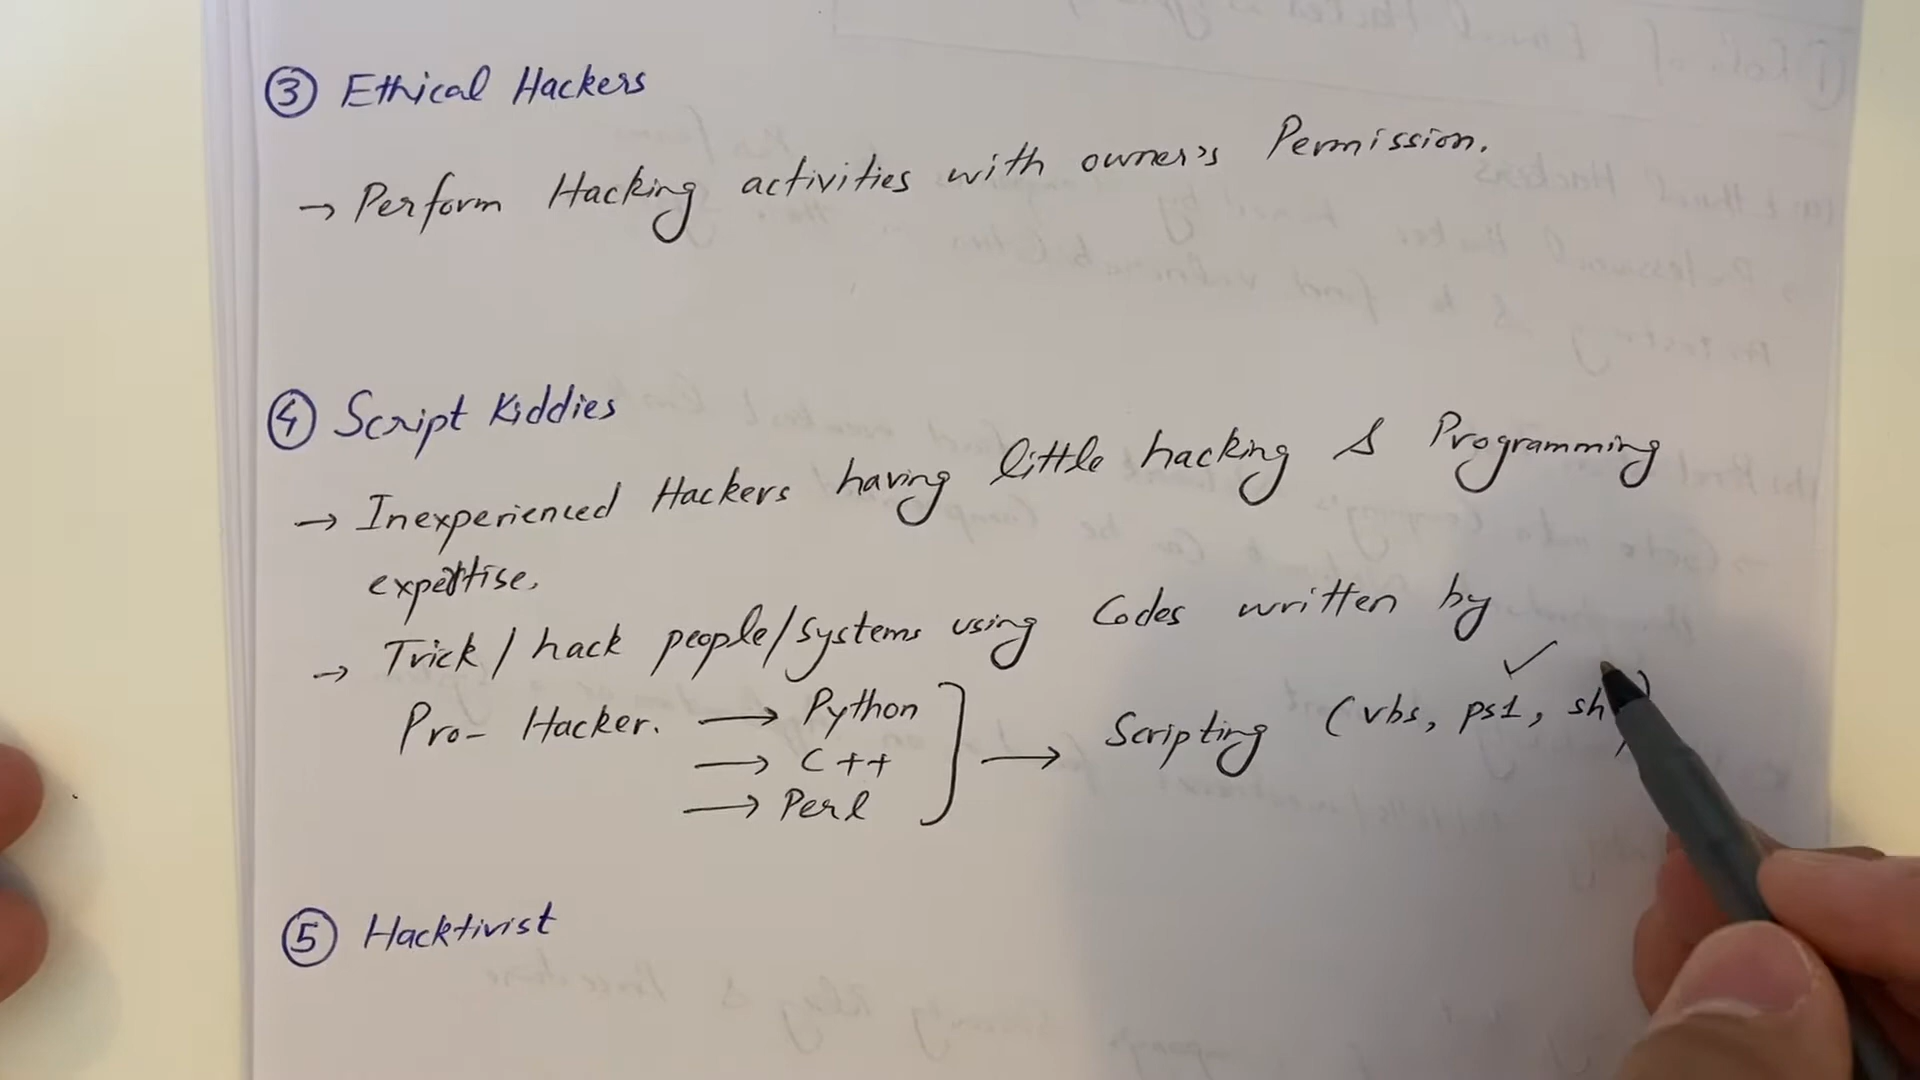 ③ Ethical Hackers
→ Perform Hacking activities with owner's Permission.
④ Script Kiddies
→ Inexperienced Hackers having little hacking & Programming
expertise.
→ Trick / hack people/systems using Codes written by
Pro- Hacker. → Python
→ C++
→ Perl
→ Scripting (vbs, ps1, sh)
⑤ Hacktivist